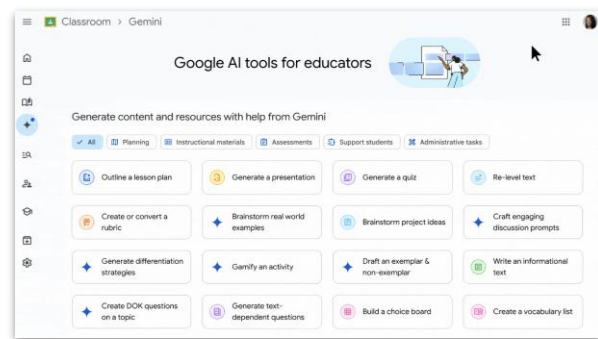 Classroom > Gemini
Google AI tools for educators
Generate content and resources with help from Gemini
All
Planning
Instructional materials
Assessments
Support students
Administrative tasks
Outline a lesson plan
Generate a presentation
Generate a quiz
Re-level text
Create or convert a
rubric
Brainstorm real world
examples
Brainstorm project ideas
Craft engaging
discussion prompts
Generate differentiation
strategies
Gamify an activity
Draft an exemplar &
non-exemplar
Write an informational
text
Create DOK questions
on a topic
Generate text-
dependent questions
Build a choice board
Create a vocabulary list